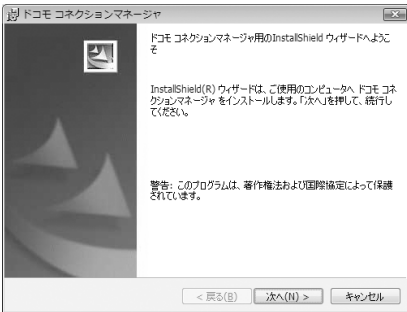 ドコモ コネクションマネージャ
ドコモ コネクションマネージャ用のInstallShield ウィザードへようこ
そ
InstallShield(R) ウィザードは、ご使用のコンピュータへ ドコモ コネ
クションマネージャ をインストールします。「次へ」を押して、続行し
てください。
警告: このプログラムは、著作権法および国際協定によって保護
されています。
< 戻る(B) 次へ(N) > キャンセル